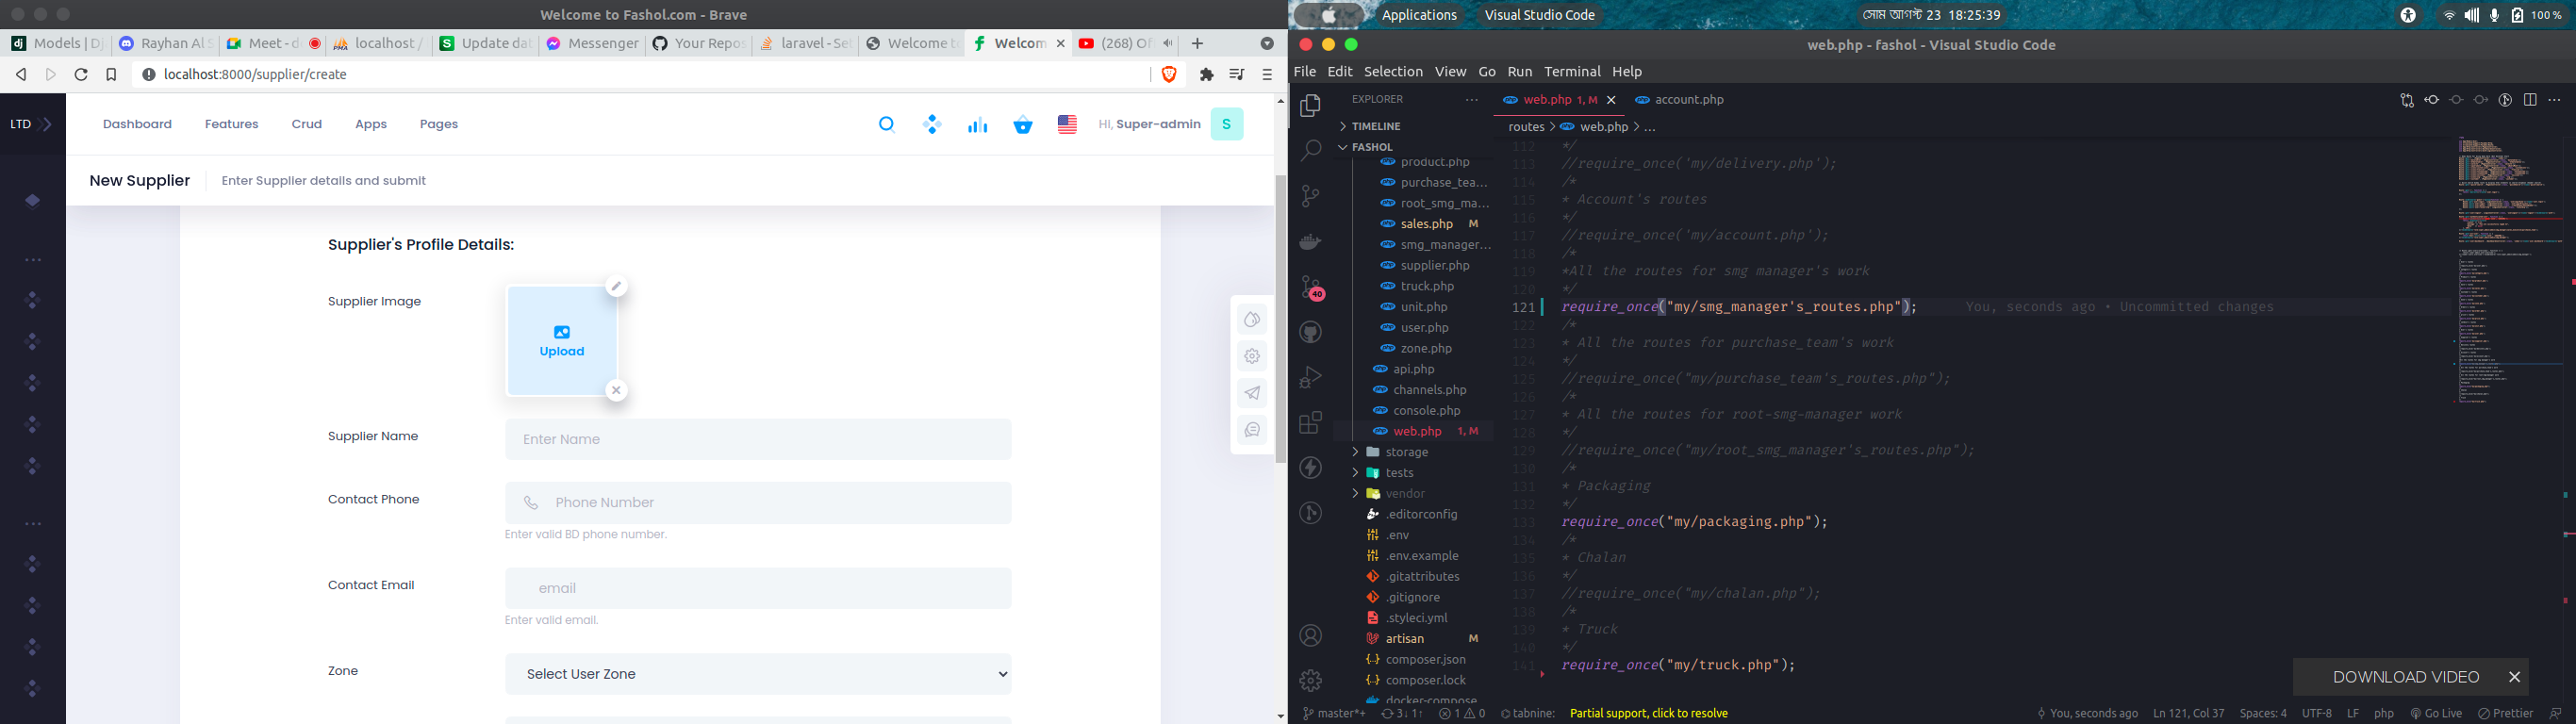 Welcome to Fashol.com - Brave
Models | Dj
Rayhan Al S
Meet - d
localhost /
Update dat
Messenger
Your Repos
laravel - Set
Welcome to
Welcom
(268) Of
localhost:8000/supplier/create
LTD
Dashboard
Features
Crud
Apps
Pages
HI, Super-admin
S
New Supplier
Enter Supplier details and submit
Supplier's Profile Details:
Supplier Image
Upload
Supplier Name
Enter Name
Contact Phone
Phone Number
Enter valid BD phone number.
Contact Email
email
Enter valid email.
Zone
Select User Zone
Applications
Visual Studio Code
সোম আগস্ট 23 18:25:39
100 %
web.php - fashol - Visual Studio Code
File Edit Selection View Go Run Terminal Help
EXPLORER
TIMELINE
FASHOL
product.php
purchase_tea...
root_smg_ma...
sales.php M
smg_manager...
supplier.php
truck.php
unit.php
user.php
zone.php
api.php
channels.php
console.php
web.php 1, M
storage
tests
vendor
.editorconfig
.env
.env.example
.gitattributes
.gitignore
.styleci.yml
artisan M
composer.json
composer.lock
docker-compose
40
web.php 1, M
account.php
routes > web.php > ...
112 */
113 //require_once('my/delivery.php');
114 /*
115 * Account's routes
116 */
117 //require_once('my/account.php');
118 /*
119 *All the routes for smg manager's work
120 */
121 require_once("my/smg_manager's_routes.php"); You, seconds ago • Uncommitted changes
122 /*
123 * All the routes for purchase_team's work
124 */
125 //require_once("my/purchase_team's_routes.php");
126 /*
127 * All the routes for root-smg-manager work
128 */
129 //require_once("my/root_smg_manager's_routes.php");
130 /*
131 * Packaging
132 */
133 require_once("my/packaging.php");
134 /*
135 * Chalan
136 */
137 //require_once("my/chalan.php");
138 /*
139 * Truck
140 */
141 require_once("my/truck.php");
DOWNLOAD VIDEO
master*+ 3↓ 1↑ 1 0 tabnine: Partial support, click to resolve
You, seconds ago Ln 121, Col 37 Spaces: 4 UTF-8 LF php Go Live Prettier